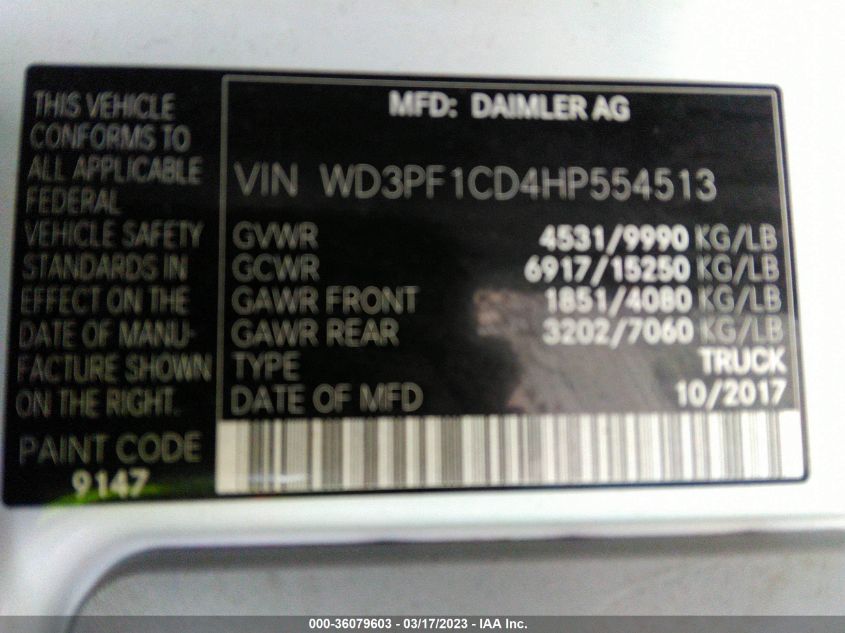 THIS VEHICLE
CONFORMS TO
ALL APPLICABLE
FEDERAL
VEHICLE SAFETY
STANDARDS IN
EFFECT ON THE
DATE OF MANU-
FACTURE SHOWN
ON THE RIGHT.
PAINT CODE
9147
MFD: DAIMLER AG
VIN WD3PF1CD4HP554513
GVWR 4531/9990 KG/LB
GCWR 6917/15250 KG/LB
GAWR FRONT 1851/4080 KG/LB
GAWR REAR 3202/7060 KG/LB
TYPE TRUCK
DATE OF MFD 10/2017
000-36079603 - 03/17/2023 - IAA Inc.